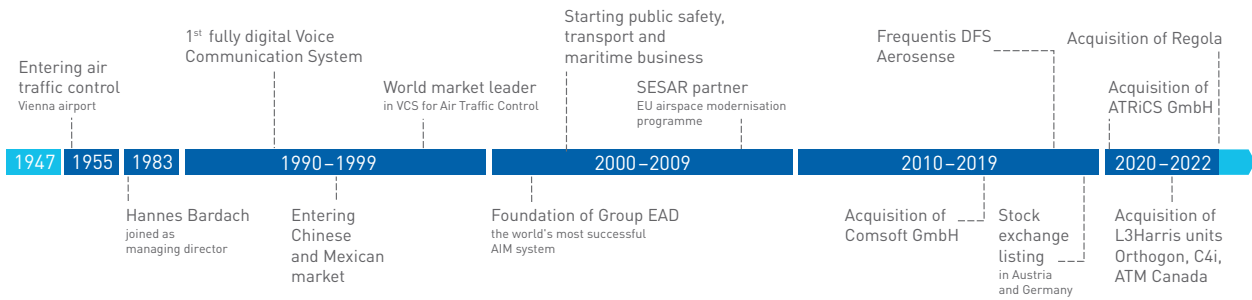 Entering air
traffic control
Vienna airport
1st fully digital Voice
Communication System
World market leader
in VCS for Air Traffic Control
Starting public safety,
transport and
maritime business
SESAR partner
EU airspace modernisation
programme
Frequentis DFS
Aerosense
Acquisition of Regola
Acquisition of
ATRiCS GmbH
1947
1955
1983
1990–1999
2000–2009
2010–2019
2020–2022
Hannes Bardach
joined as
managing director
Entering
Chinese
and Mexican
market
Foundation of Group EAD
the world's most successful
AIM system
Acquisition of
Comsoft GmbH
Stock
exchange
listing
in Austria
and Germany
Acquisition of
L3Harris units
Orthogon, C4i,
ATM Canada